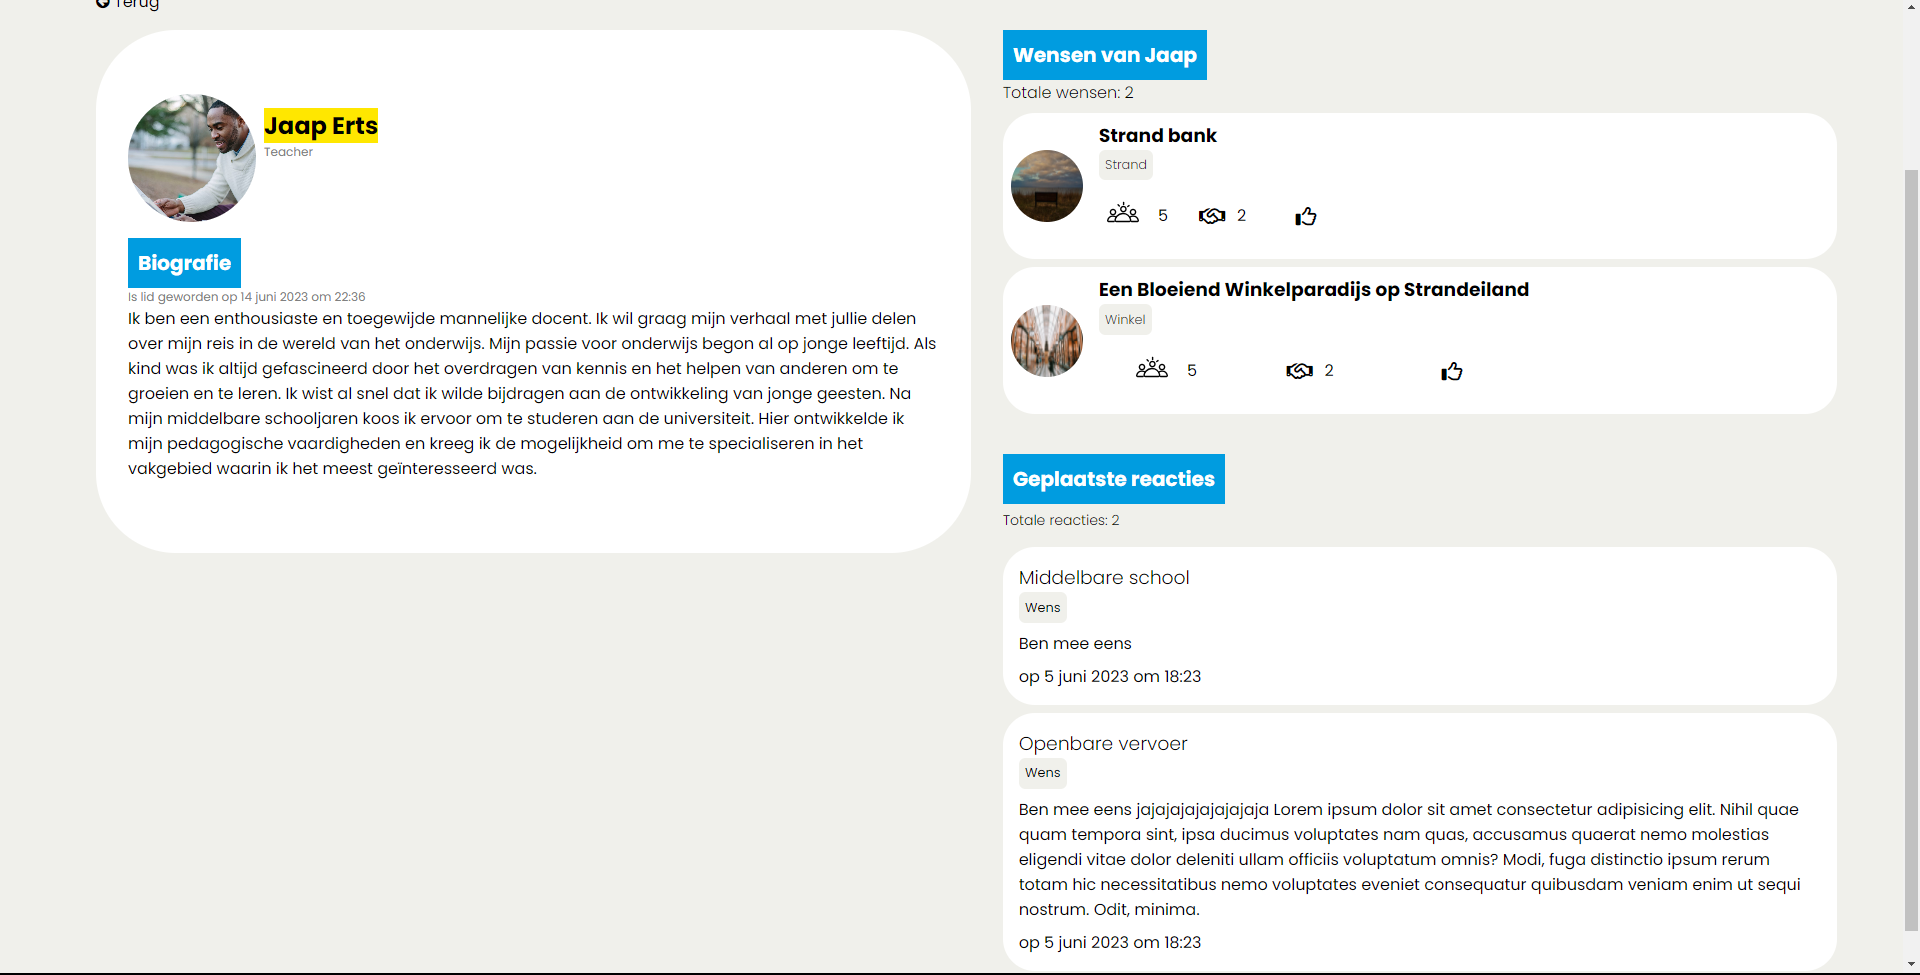 Terug
Jaap Erts
Teacher
Biografie
Is lid geworden op 14 juni 2023 om 22:36
Ik ben een enthousiaste en toegewijde mannelijke docent. Ik wil graag mijn verhaal met jullie delen
over mijn reis in de wereld van het onderwijs. Mijn passie voor onderwijs begon al op jonge leeftijd. Als
kind was ik altijd gefascineerd door het overdragen van kennis en het helpen van anderen om te
groeien en te leren. Ik wist al snel dat ik wilde bijdragen aan de ontwikkeling van jonge geesten. Na
mijn middelbare schooljaren koos ik ervoor om te studeren aan de universiteit. Hier ontwikkelde ik
mijn pedagogische vaardigheden en kreeg ik de mogelijkheid om me te specialiseren in het
vakgebied waarin ik het meest geïnteresseerd was.
Wensen van Jaap
Totale wensen: 2
Strand bank
Strand
5 2
Een Bloeiend Winkelparadijs op Strandeiland
Winkel
5 2
Geplaatste reacties
Totale reacties: 2
Middelbare school
Wens
Ben mee eens
op 5 juni 2023 om 18:23
Openbare vervoer
Wens
Ben mee eens jajajajajajajajaja Lorem ipsum dolor sit amet consectetur adipisicing elit. Nihil quae
quam tempora sint, ipsa ducimus voluptates nam quas, accusamus quaerat nemo molestias
eligendi vitae dolor deleniti ullam officiis voluptatum omnis? Modi, fuga distinctio ipsum rerum
totam hic necessitatibus nemo voluptates eveniet consequatur quibusdam veniam enim ut sequi
nostrum. Odit, minima.
op 5 juni 2023 om 18:23